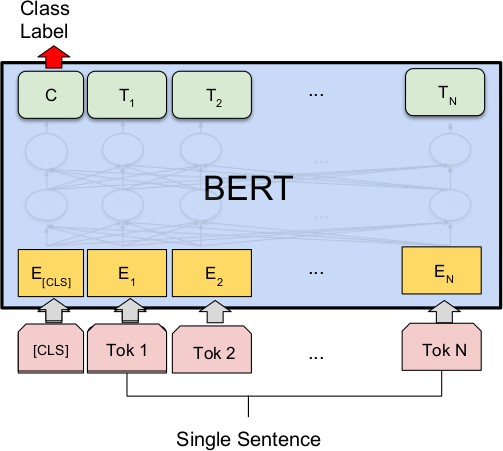 Class
Label
C T1 T2 ... TN
...
BERT
...
E[CLS] E1 E2 ... EN
[CLS] Tok 1 Tok 2 ... Tok N
Single Sentence